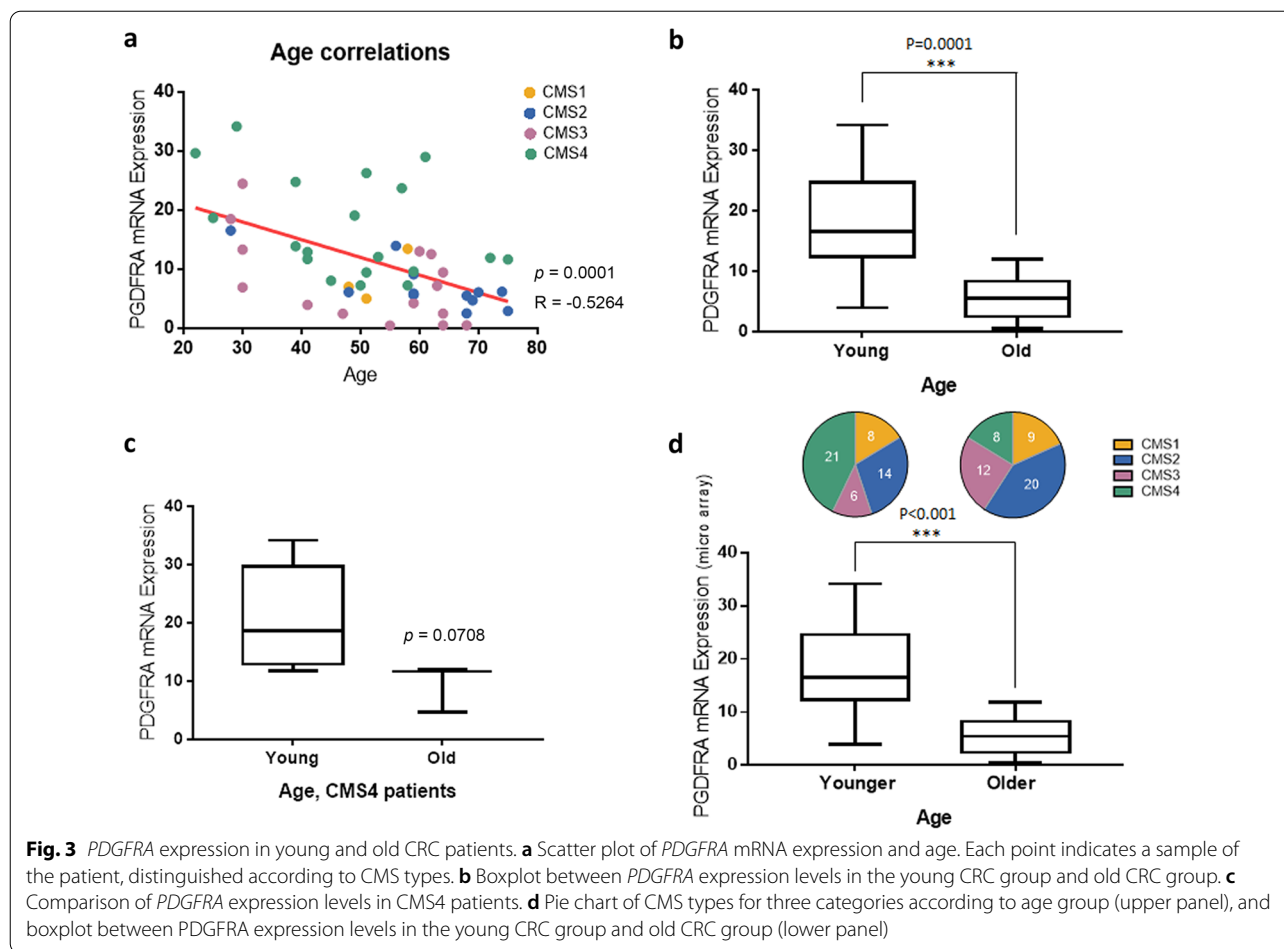 a
Age correlations
PGDFRA mRNA Expression
40
30
20
10
0
20 30 40 50 60 70 80
Age
CMS1
CMS2
CMS3
CMS4
p = 0.0001
R = -0.5264
b
P=0.0001
***
PDGFRA mRNA Expression
40
30
20
10
0
Young Old
Age
c
PDGFRA mRNA Expression
40
30
20
10
0
p = 0.0708
Young Old
Age, CMS4 patients
d
8
14
6
21
9
20
12
8
CMS1
CMS2
CMS3
CMS4
P<0.001
***
PGDFRA mRNA Expression (micro array)
40
30
20
10
0
Younger Older
Age
Fig. 3 PDGFRA expression in young and old CRC patients. a Scatter plot of PDGFRA mRNA expression and age. Each point indicates a sample of
the patient, distinguished according to CMS types. b Boxplot between PDGFRA expression levels in the young CRC group and old CRC group. c
Comparison of PDGFRA expression levels in CMS4 patients. d Pie chart of CMS types for three categories according to age group (upper panel), and
boxplot between PDGFRA expression levels in the young CRC group and old CRC group (lower panel)